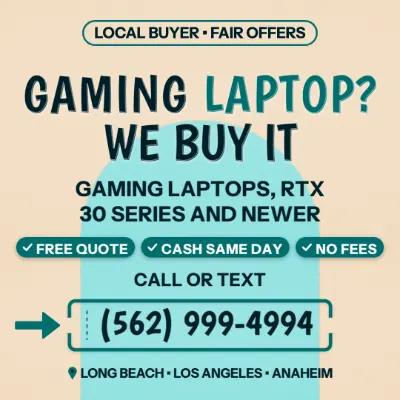 LOCAL BUYER • FAIR OFFERS
GAMING LAPTOP?
WE BUY IT
GAMING LAPTOPS, RTX
30 SERIES AND NEWER
✓ FREE QUOTE ✓ CASH SAME DAY ✓ NO FEES
CALL OR TEXT
(562) 999-4994
LONG BEACH • LOS ANGELES • ANAHEIM